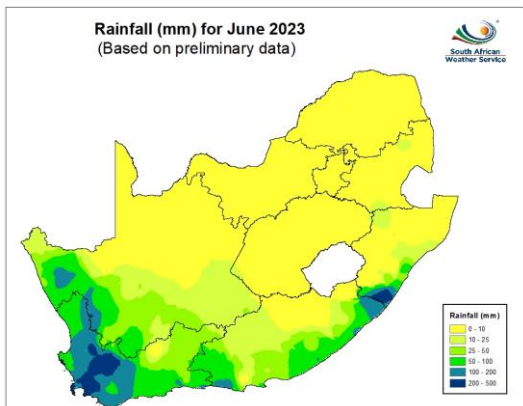 Rainfall (mm) for June 2023
(Based on preliminary data)
South African
Weather Service
Rainfall (mm)
0 - 10
10 - 25
25 - 50
50 - 100
100 - 200
200 - 500